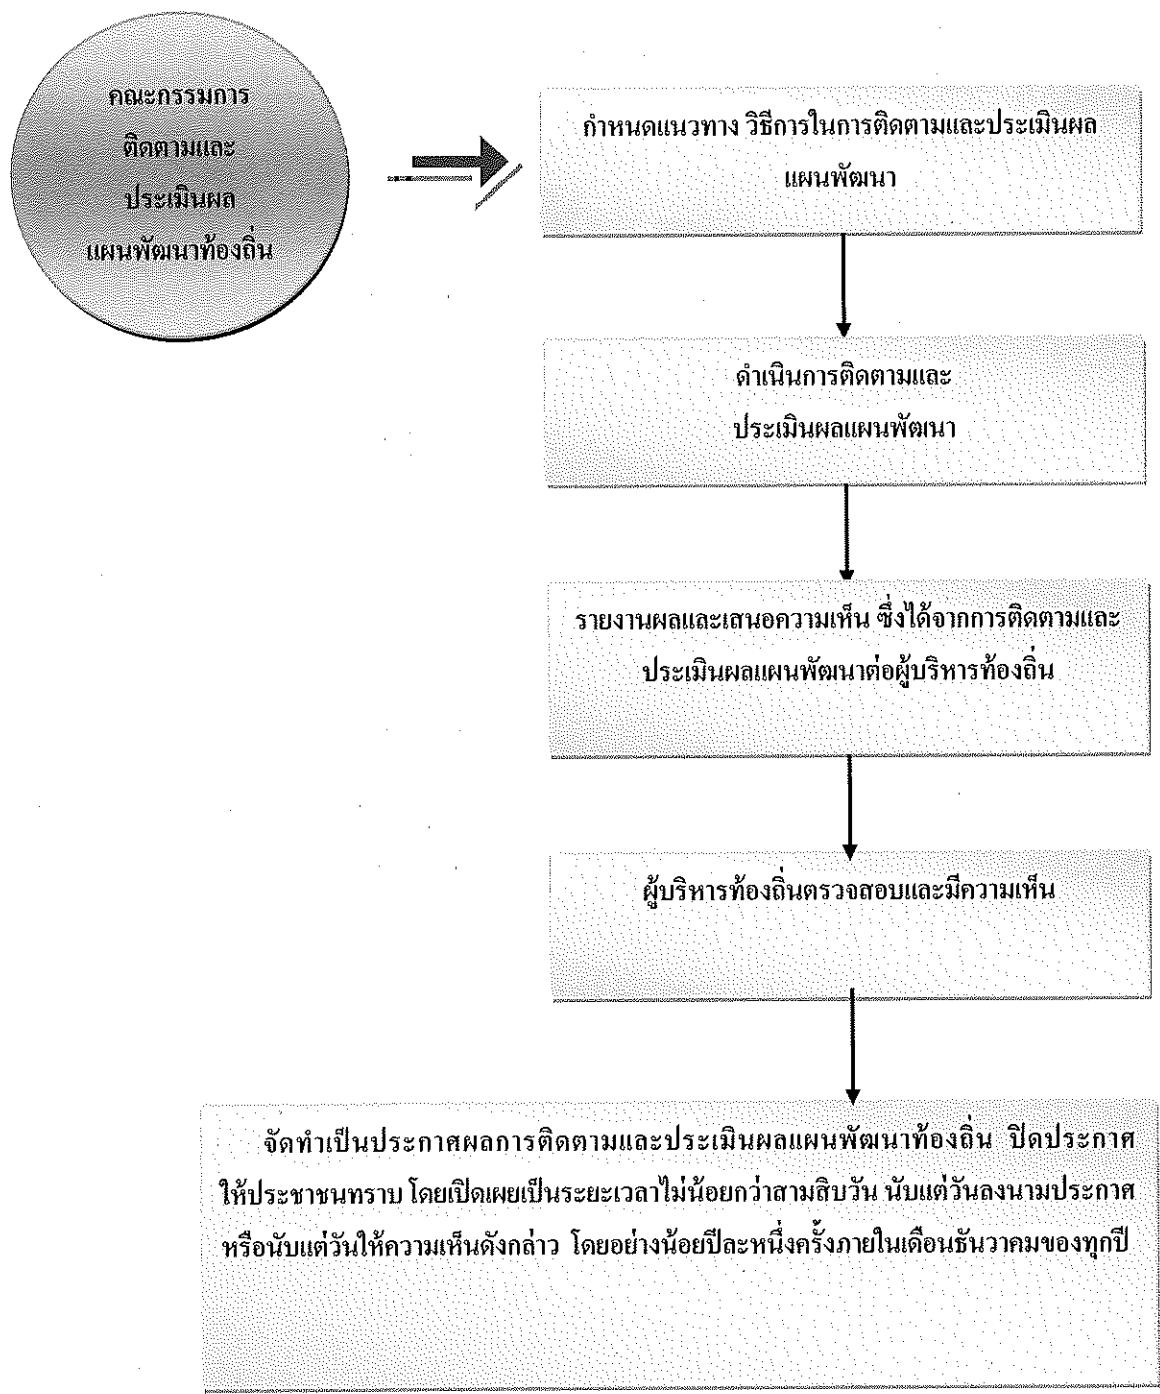 คณะกรรมการ
ติดตามและ
ประเมินผล
แผนพัฒนาท้องถิ่น
กำหนดแนวทาง วิธีการในการติดตามและประเมินผล
แผนพัฒนา
ดำเนินการติดตามและ
ประเมินผลแผนพัฒนา
รายงานผลและเสนอความเห็น ซึ่งได้จากการติดตามและ
ประเมินผลแผนพัฒนาต่อผู้บริหารท้องถิ่น
ผู้บริหารท้องถิ่นตรวจสอบและมีความเห็น
จัดทำเป็นประกาศผลการติดตามและประเมินผลแผนพัฒนาท้องถิ่น ปิดประกาศ
ให้ประชาชนทราบ โดยเปิดเผยเป็นระยะเวลาไม่น้อยกว่าสามสิบวัน นับแต่วันลงนามประกาศ
หรือนับแต่วันให้ความเห็นดังกล่าว โดยอย่างน้อยปีละหนึ่งครั้งภายในเดือนธันวาคมของทุกปี